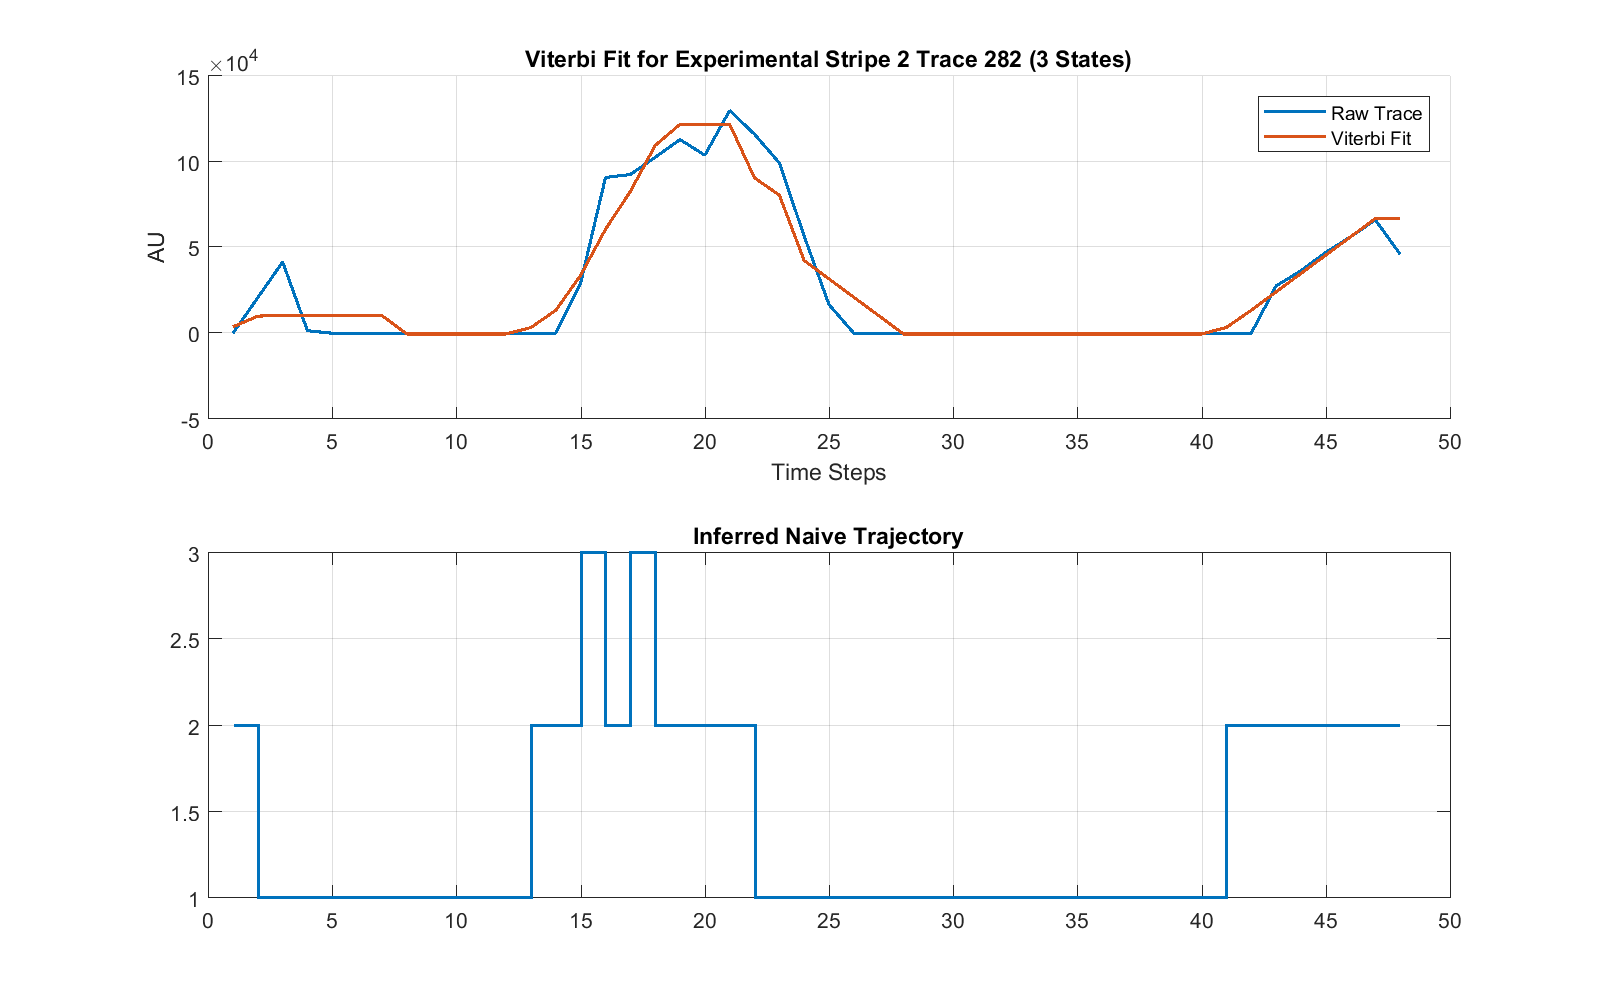 Viterbi Fit for Experimental Stripe 2 Trace 282 (3 States)
×10^4
15
10
5
0
-5
AU
Raw Trace
Viterbi Fit
0 5 10 15 20 25 30 35 40 45 50
Time Steps
Inferred Naive Trajectory
3
2.5
2
1.5
1
0 5 10 15 20 25 30 35 40 45 50